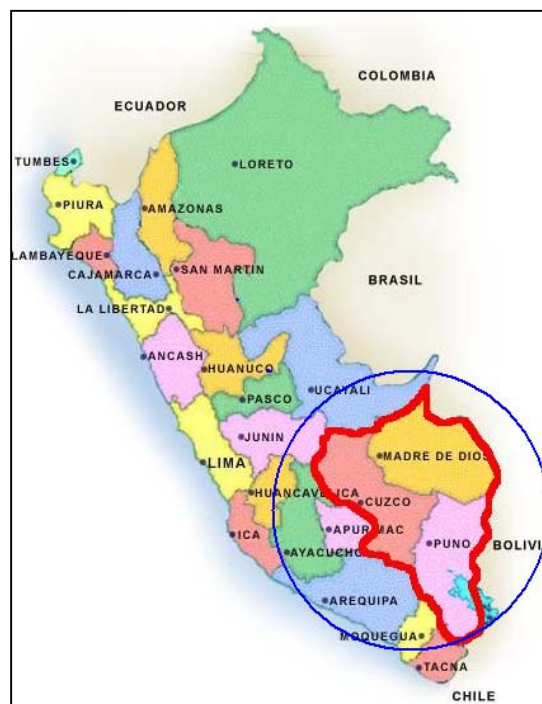 COLOMBIA
ECUADOR
TUMBES
LORETO
PIURA
AMAZONAS
LAMBAYEQUE
SAN MARTIN
CAJAMARCA
BRASIL
LA LIBERTAD
ANCASH
HUANUCO
UCAYALI
PASCO
JUNIN
MADRE DE DIOS
LIMA
HUANCAVELICA
CUZCO
ICA
APURIMAC
PUNO
BOLIVI
AYACUCHO
AREQUIPA
MOQUEGUA
TACNA
CHILE